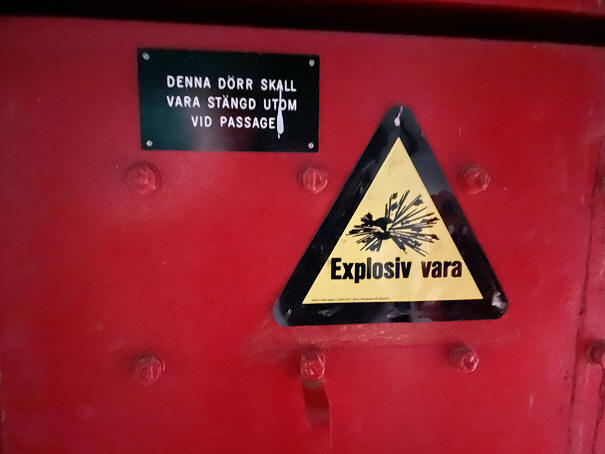 DENNA DÖRR SKALL
VARA STÄNGD UTOM
VID PASSAGE
Explosiv vara